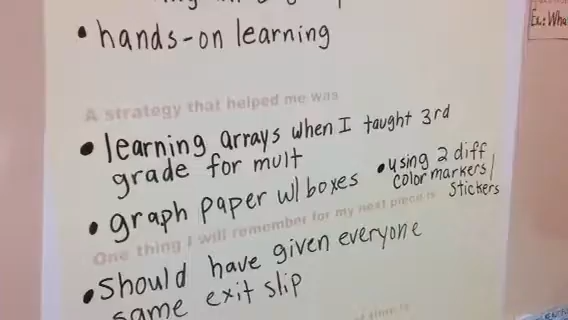 • hands-on learning
A strategy that helped me was
• learning arrays when I taught 3rd
grade for mult
• graph paper w/ boxes
• using 2 diff
color markers/
stickers
One thing I will remember for my next piece is
• Should have given everyone
same exit slip
Ex: Wha